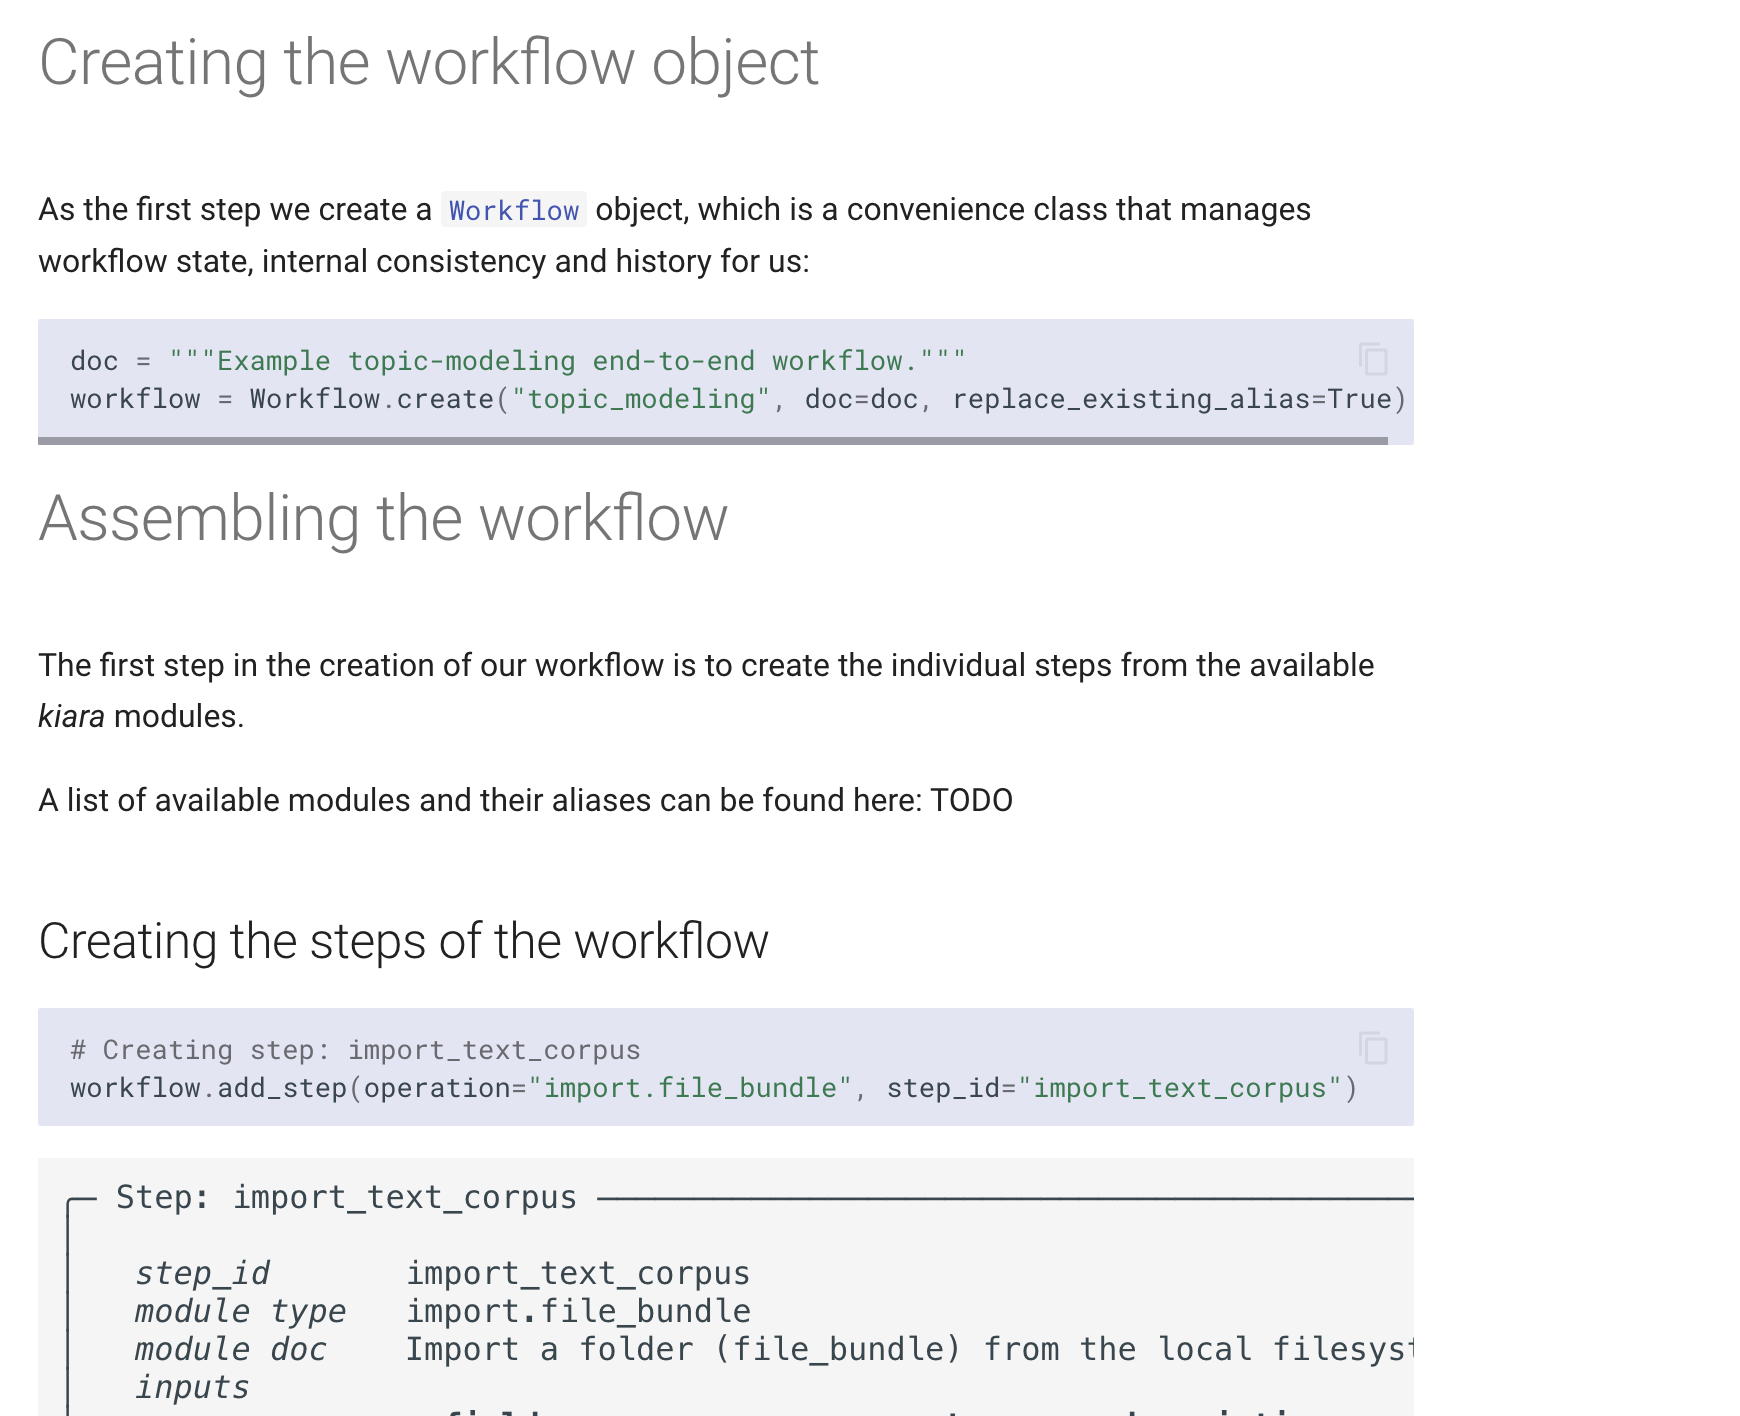 Creating the workflow object
As the first step we create a Workflow object, which is a convenience class that manages
workflow state, internal consistency and history for us:
doc = """Example topic-modeling end-to-end workflow."""
workflow = Workflow.create("topic_modeling", doc=doc, replace_existing_alias=True)
Assembling the workflow
The first step in the creation of our workflow is to create the individual steps from the available
kiara modules.
A list of available modules and their aliases can be found here: TODO
Creating the steps of the workflow
# Creating step: import_text_corpus
workflow.add_step(operation="import.file_bundle", step_id="import_text_corpus")
Step: import_text_corpus
step_id import_text_corpus
module type import.file_bundle
module doc Import a folder (file_bundle) from the local
inputs